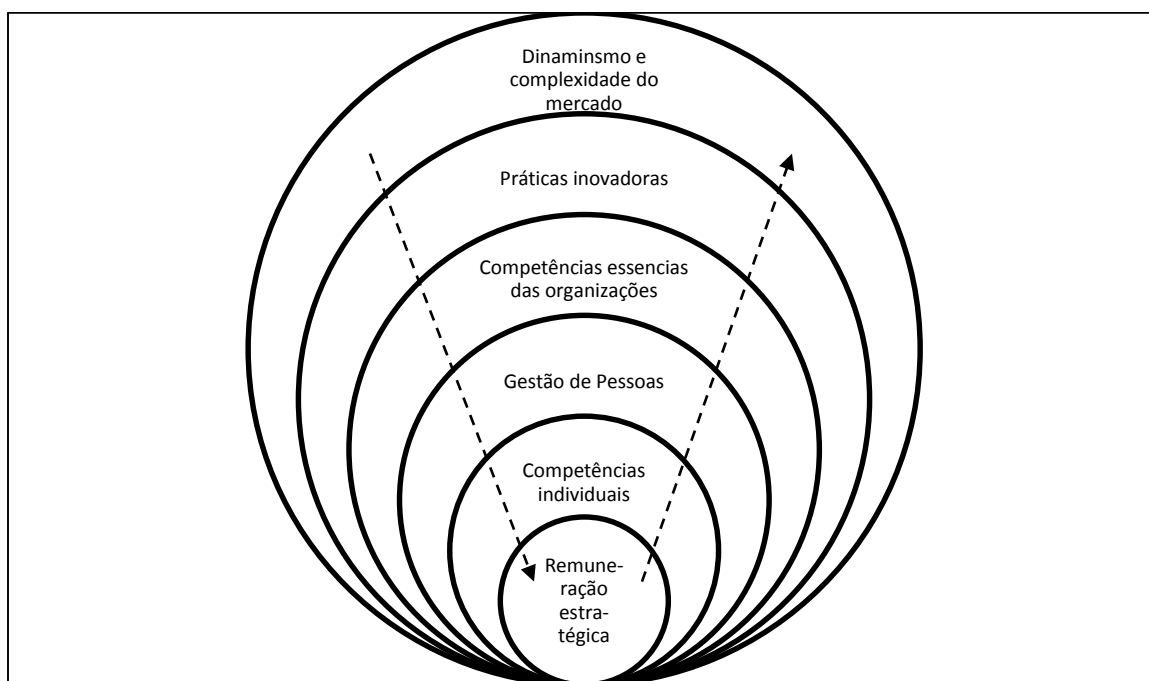 Dinaminsmo e
complexidade do
mercado
Práticas inovadoras
Competências essencias
das organizações
Gestão de Pessoas
Competências
individuais
Remune-
ração
estra-
tégica